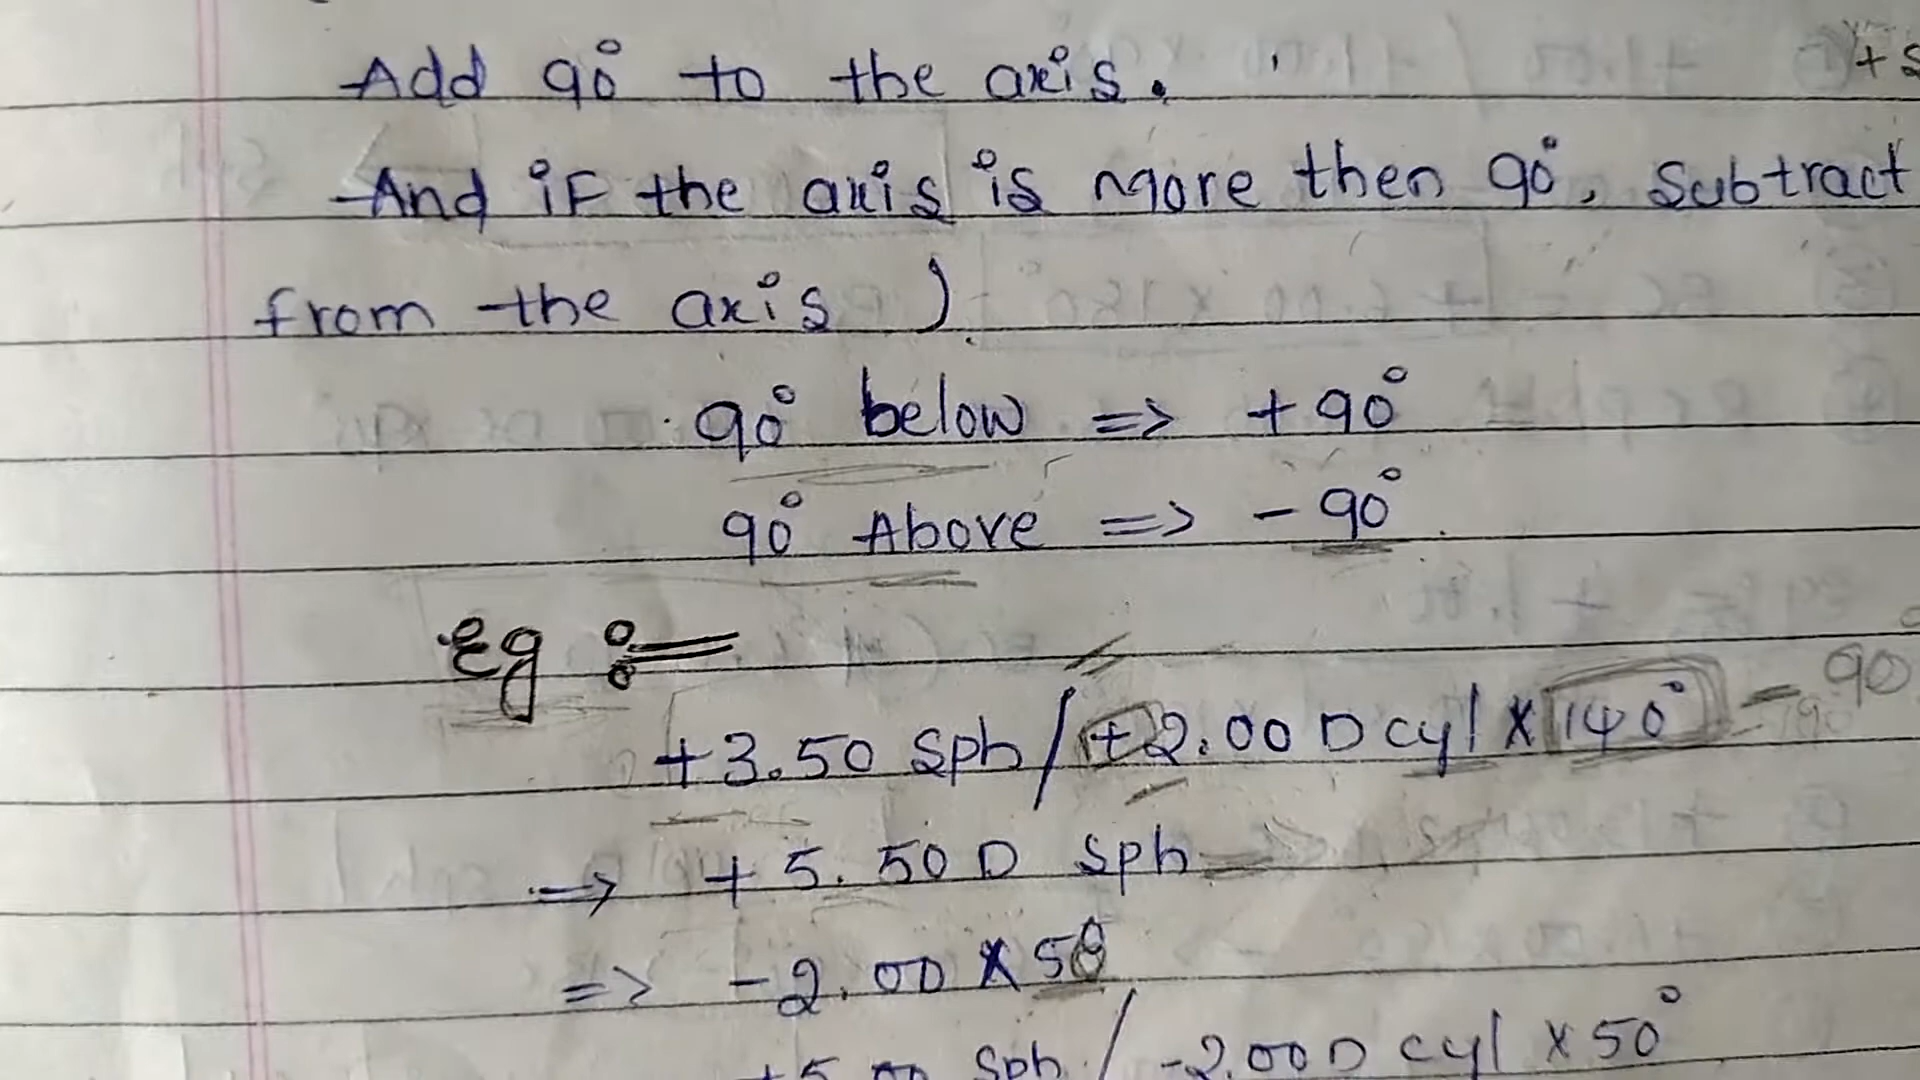 Add 90° to the axis.
+ S
And iF the axis is more then 90°, Subtract
from the axis )
90° below => +90°
90° Above => -90°
Eg :=
+3.50 Sph / +2.00 D cyl x 140° - 90
=> +5.50 D Sph
=> -2.00 x 50
Sph / -2.00 D cyl x 50°